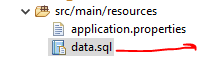 src/main/resources
application.properties
data.sql